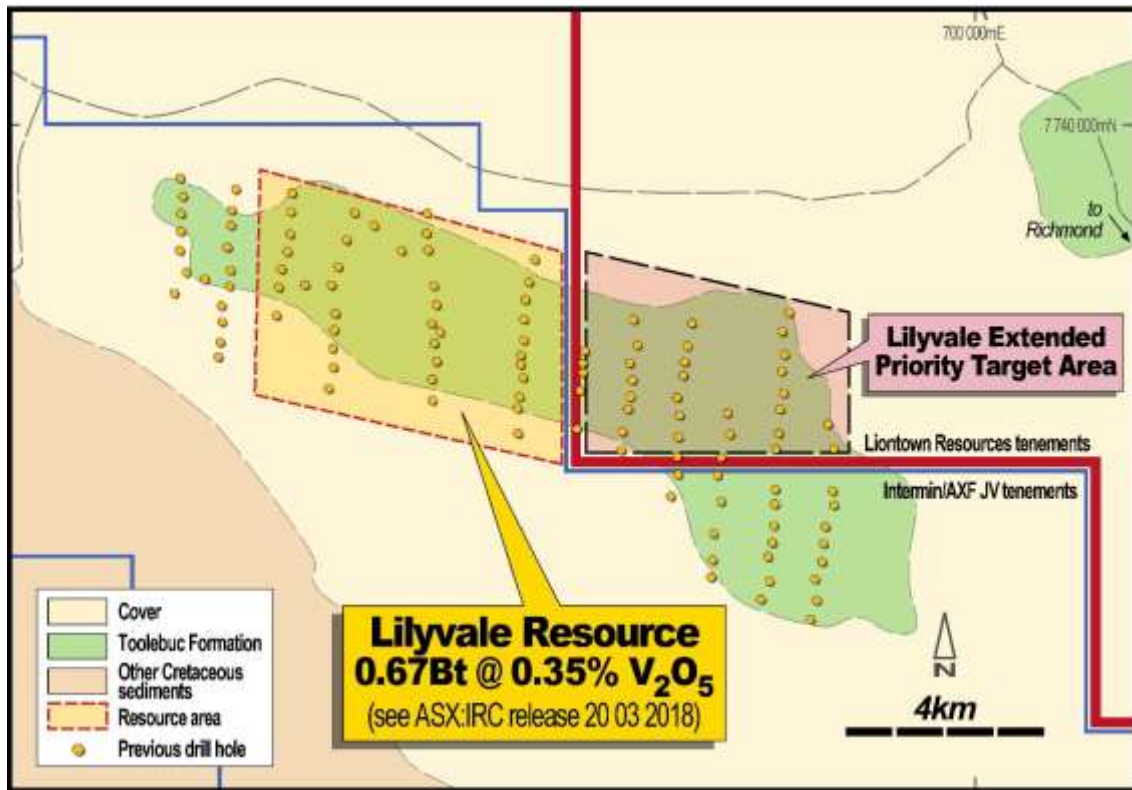 700 000mE
7 740 000mN
to
Richmond
Lilyvale Extended
Priority Target Area
Liontown Resources tenements
Intermin/AXF JV tenements
Lilyvale Resource
0.67Bt @ 0.35% V₂O₅
(see ASX:IRC release 20 03 2018)
Cover
Toolebuc Formation
Other Cretaceous
sediments
Resource area
Previous drill hole
N
4km